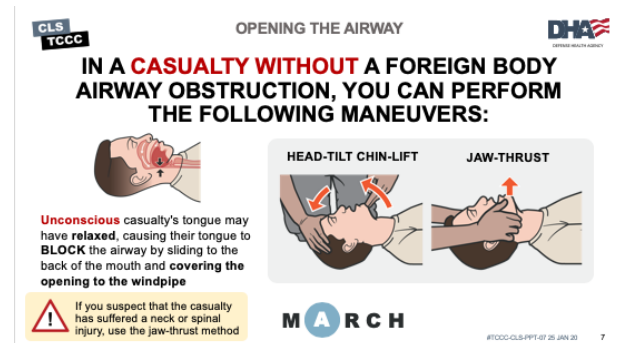 CLS
TCCC
OPENING THE AIRWAY
DHA
DEFENSE HEALTH AGENCY
IN A CASUALTY WITHOUT A FOREIGN BODY
AIRWAY OBSTRUCTION, YOU CAN PERFORM
THE FOLLOWING MANEUVERS:
Unconscious casualty's tongue may
have relaxed, causing their tongue to
BLOCK the airway by sliding to the
back of the mouth and covering the
opening to the windpipe
HEAD-TILT CHIN-LIFT
JAW-THRUST
If you suspect that the casualty
has suffered a neck or spinal
injury, use the jaw-thrust method
MARCH
#TCCC-CLS-PPT-07 25 JAN 20
7